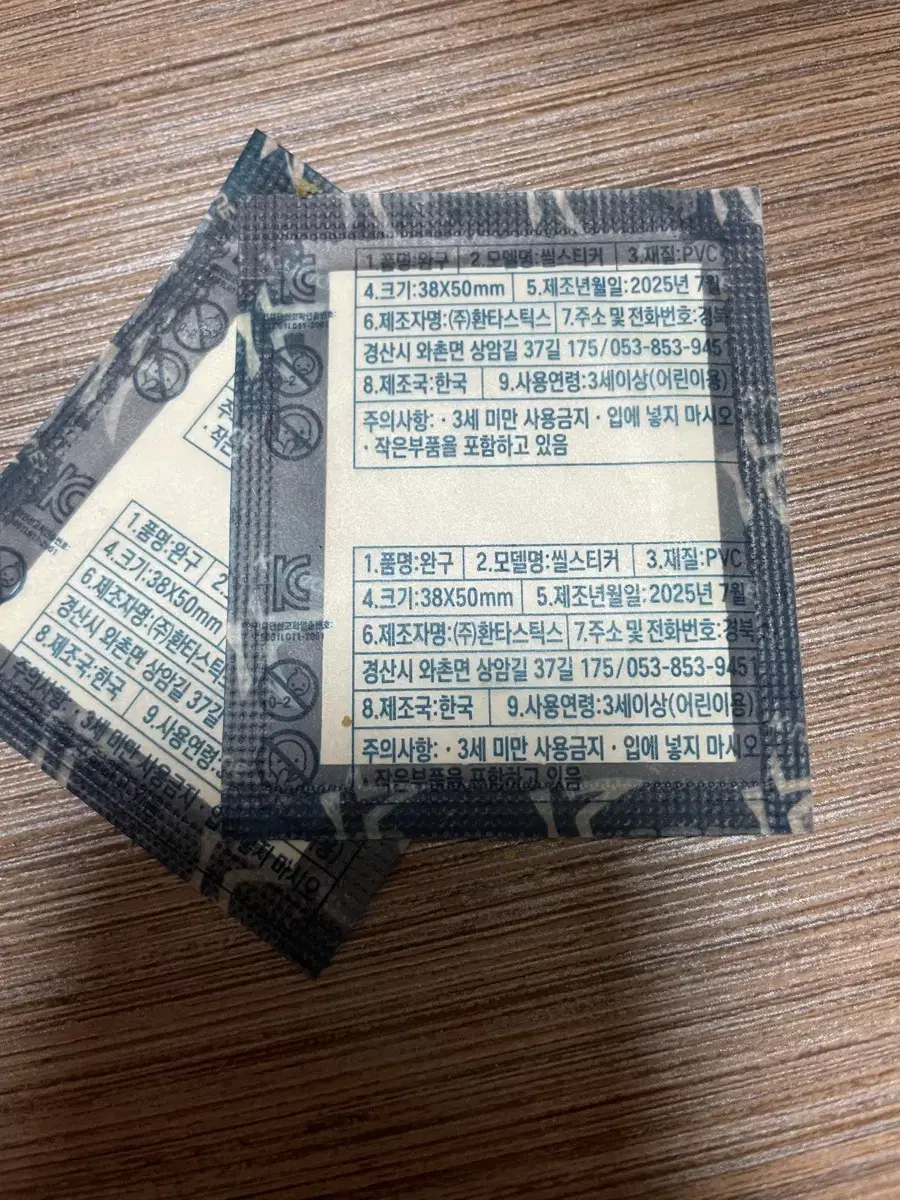 1.품명:완구 2.모델명:씰스티커 3.재질:PVC
4.크기:38X50mm 5.제조년월일:2025년 7월
6.제조자명:(주)환타스틱스 7.주소 및 전화번호:경북
경산시 와촌면 상암길 37길 175/053-853-9451
8.제조국:한국 9.사용연령:3세이상(어린이용)
주의사항: · 3세 미만 사용금지 · 입에 넣지 마시오
· 작은부품을 포함하고 있음
1.품명:완구 2.모델명:씰스티커 3.재질:PVC
4.크기:38X50mm 5.제조년월일:2025년 7월
6.제조자명:(주)환타스틱스 7.주소 및 전화번호:경북
경산시 와촌면 상암길 37길 175/053-853-9451
8.제조국:한국 9.사용연령:3세이상(어린이용)
주의사항: · 3세 미만 사용금지 · 입에 넣지 마시오
· 작은부품을 포함하고 있음
1.품명:완구 2.
4.크기:38X50mm
6.제조자명:(주)환타스틱
경산시 와촌면 상암길 37길
8.제조국:한국 9.사용연령:
주의사항: · 3세 미만 사용금지 · 마시오